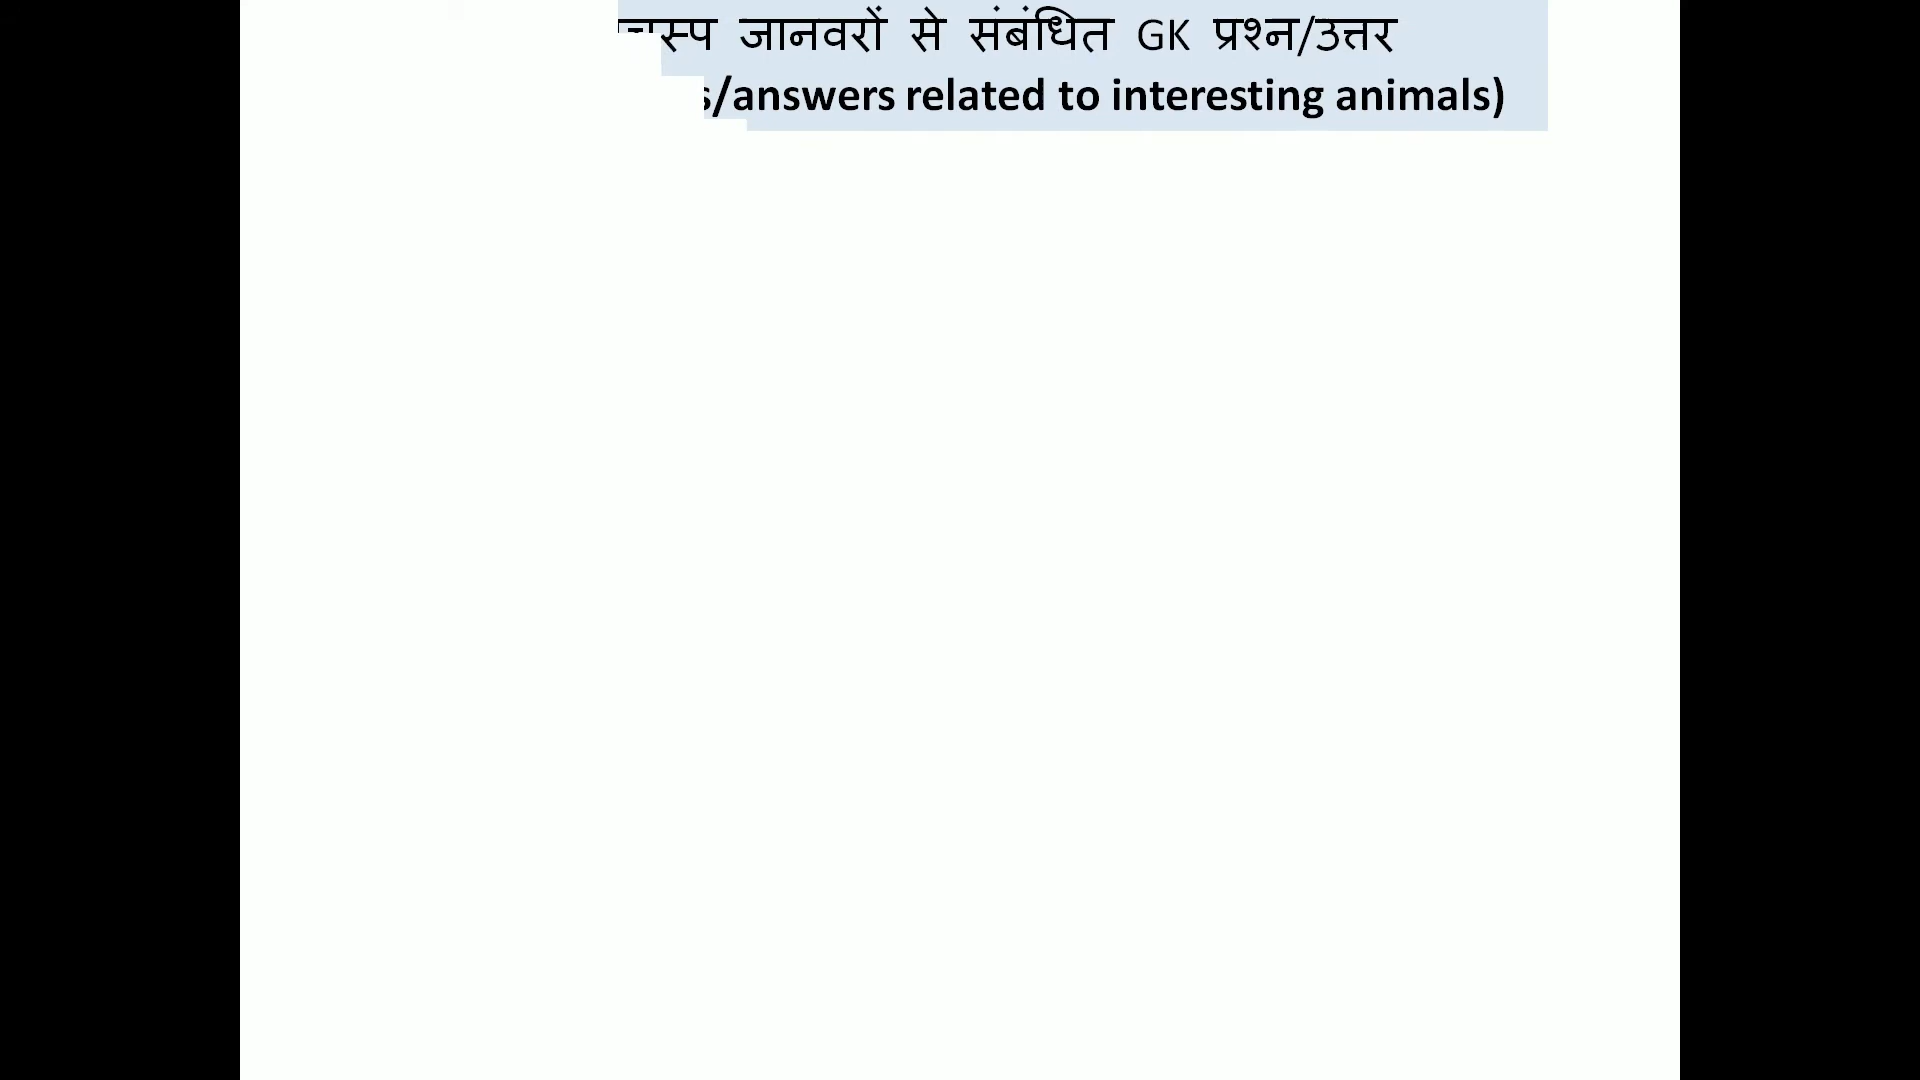 जानवरों से संबंधित GK प्रश्न/उत्तर
/answers related to interesting animals)